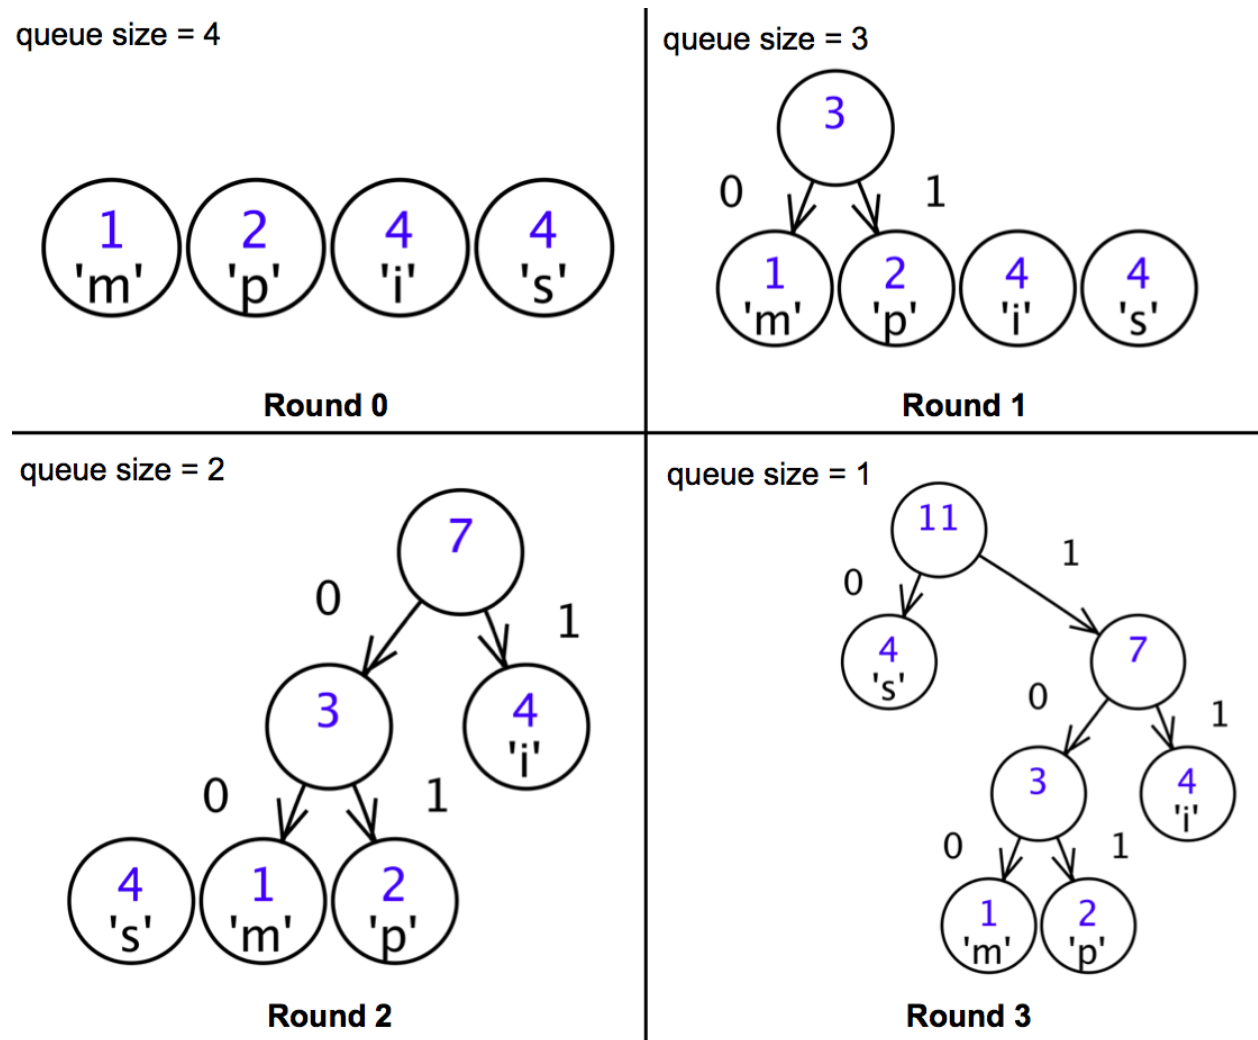 queue size = 4
1 2 4 4
'm' 'p' 'i' 's'
Round 0
queue size = 3
3
0 1
1 2 4 4
'm' 'p' 'i' 's'
Round 1
queue size = 2
7
0 1
3 4
'i'
0 1
4 1 2
's' 'm' 'p'
Round 2
queue size = 1
11
0 1
4 7
's'
0 1
3 4
'i'
0 1
1 2
'm' 'p'
Round 3